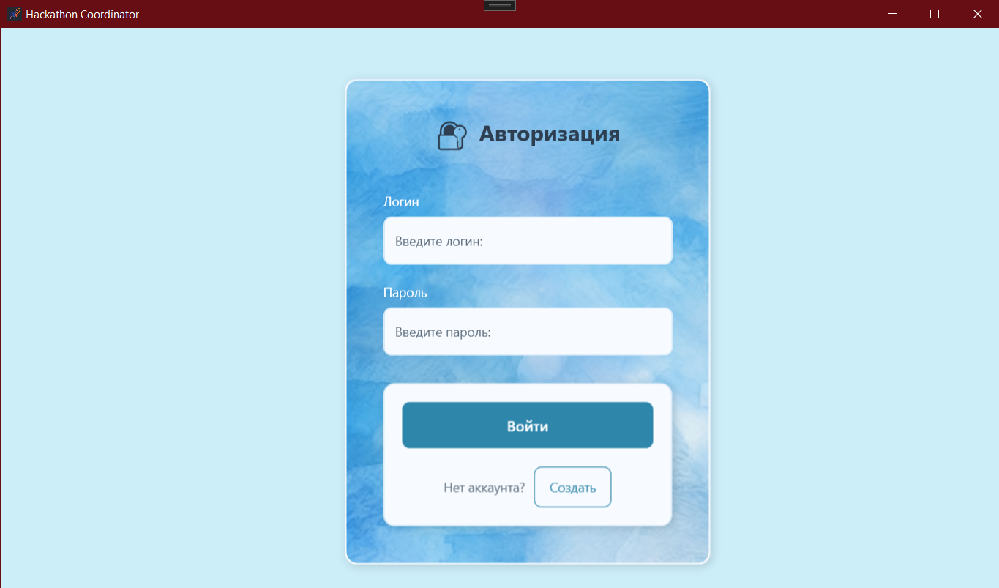 Hackathon Coordinator
Авторизация
Логин
Введите логин:
Пароль
Введите пароль:
Войти
Нет аккаунта? Создать